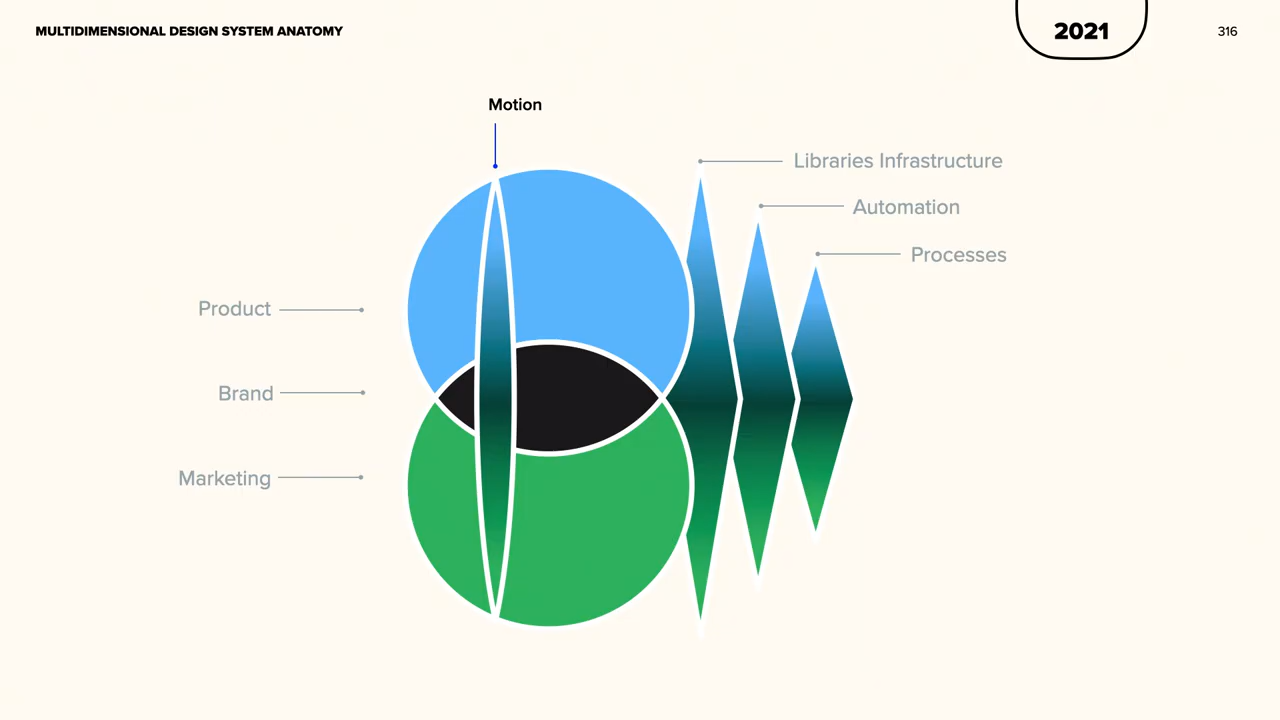 MULTIDIMENSIONAL DESIGN SYSTEM ANATOMY
2021
316
Motion
Libraries Infrastructure
Automation
Processes
Product
Brand
Marketing